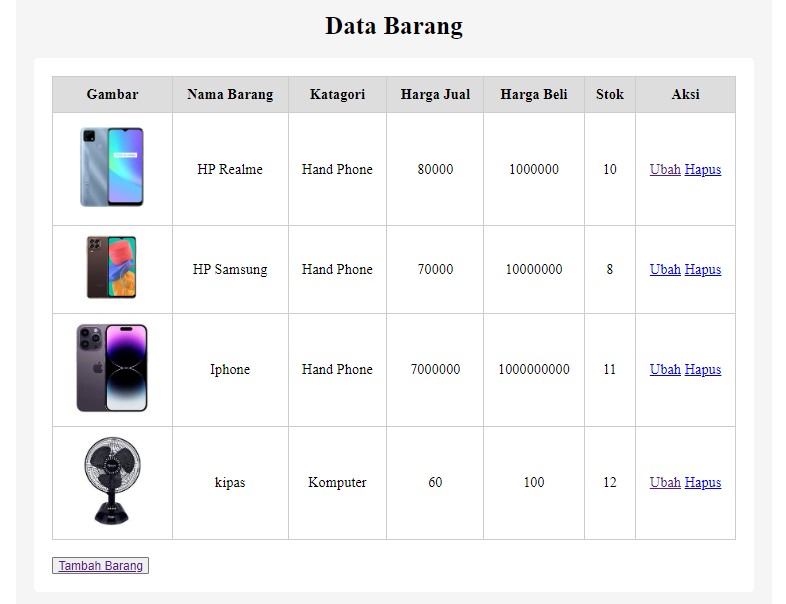 Data Barang
Gambar Nama Barang Katagori Harga Jual Harga Beli Stok Aksi
HP Realme Hand Phone 80000 1000000 10 Ubah Hapus
HP Samsung Hand Phone 70000 10000000 8 Ubah Hapus
Iphone Hand Phone 7000000 1000000000 11 Ubah Hapus
kipas Komputer 60 100 12 Ubah Hapus
Tambah Barang